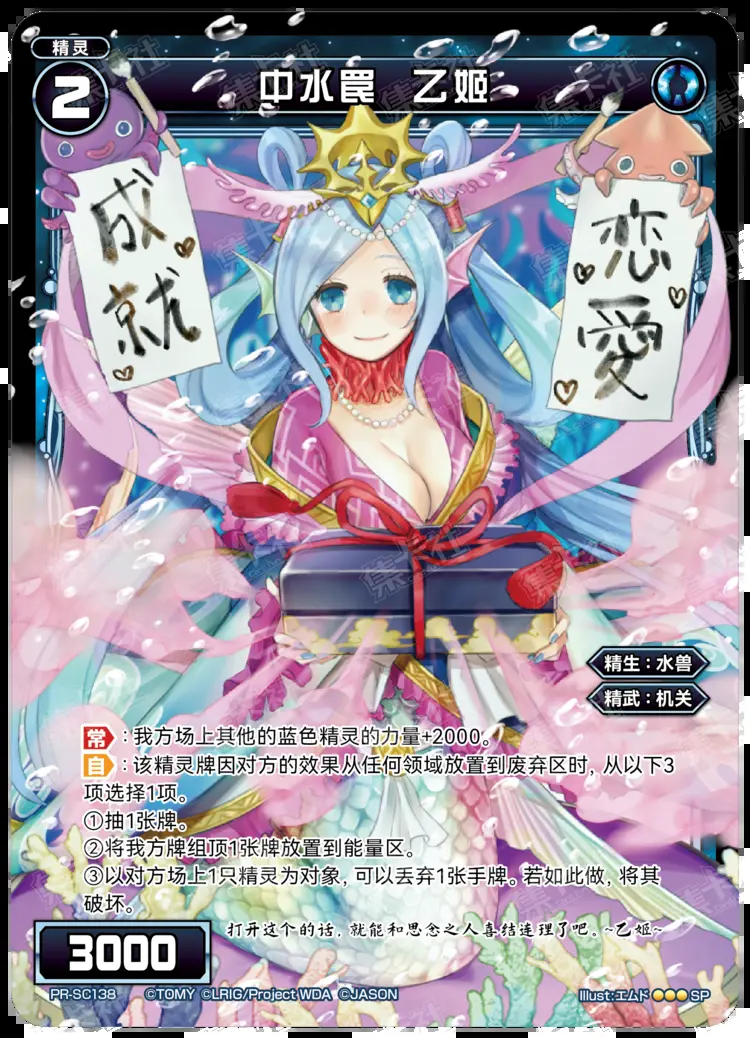 精灵
2
中水罠 乙姬
成就
恋愛
精生：水兽
精武：机关
常：我方场上其他的蓝色精灵的力量+2000。
自：该精灵牌因对方的效果从任何领域放置到废弃区时，从以下3
项选择1项。
①抽1张牌。
②将我方牌组顶1张牌放置到能量区。
③以对方场上1只精灵为对象，可以丢弃1张手牌。若如此做，将其
破坏。
打开这个的话，就能和思念之人喜结连理了吧。~乙姬~
3000
PR-SC138 ©TOMY ©LRIG/Project WDA ©JASON
Illust:エムド SP
集卡社